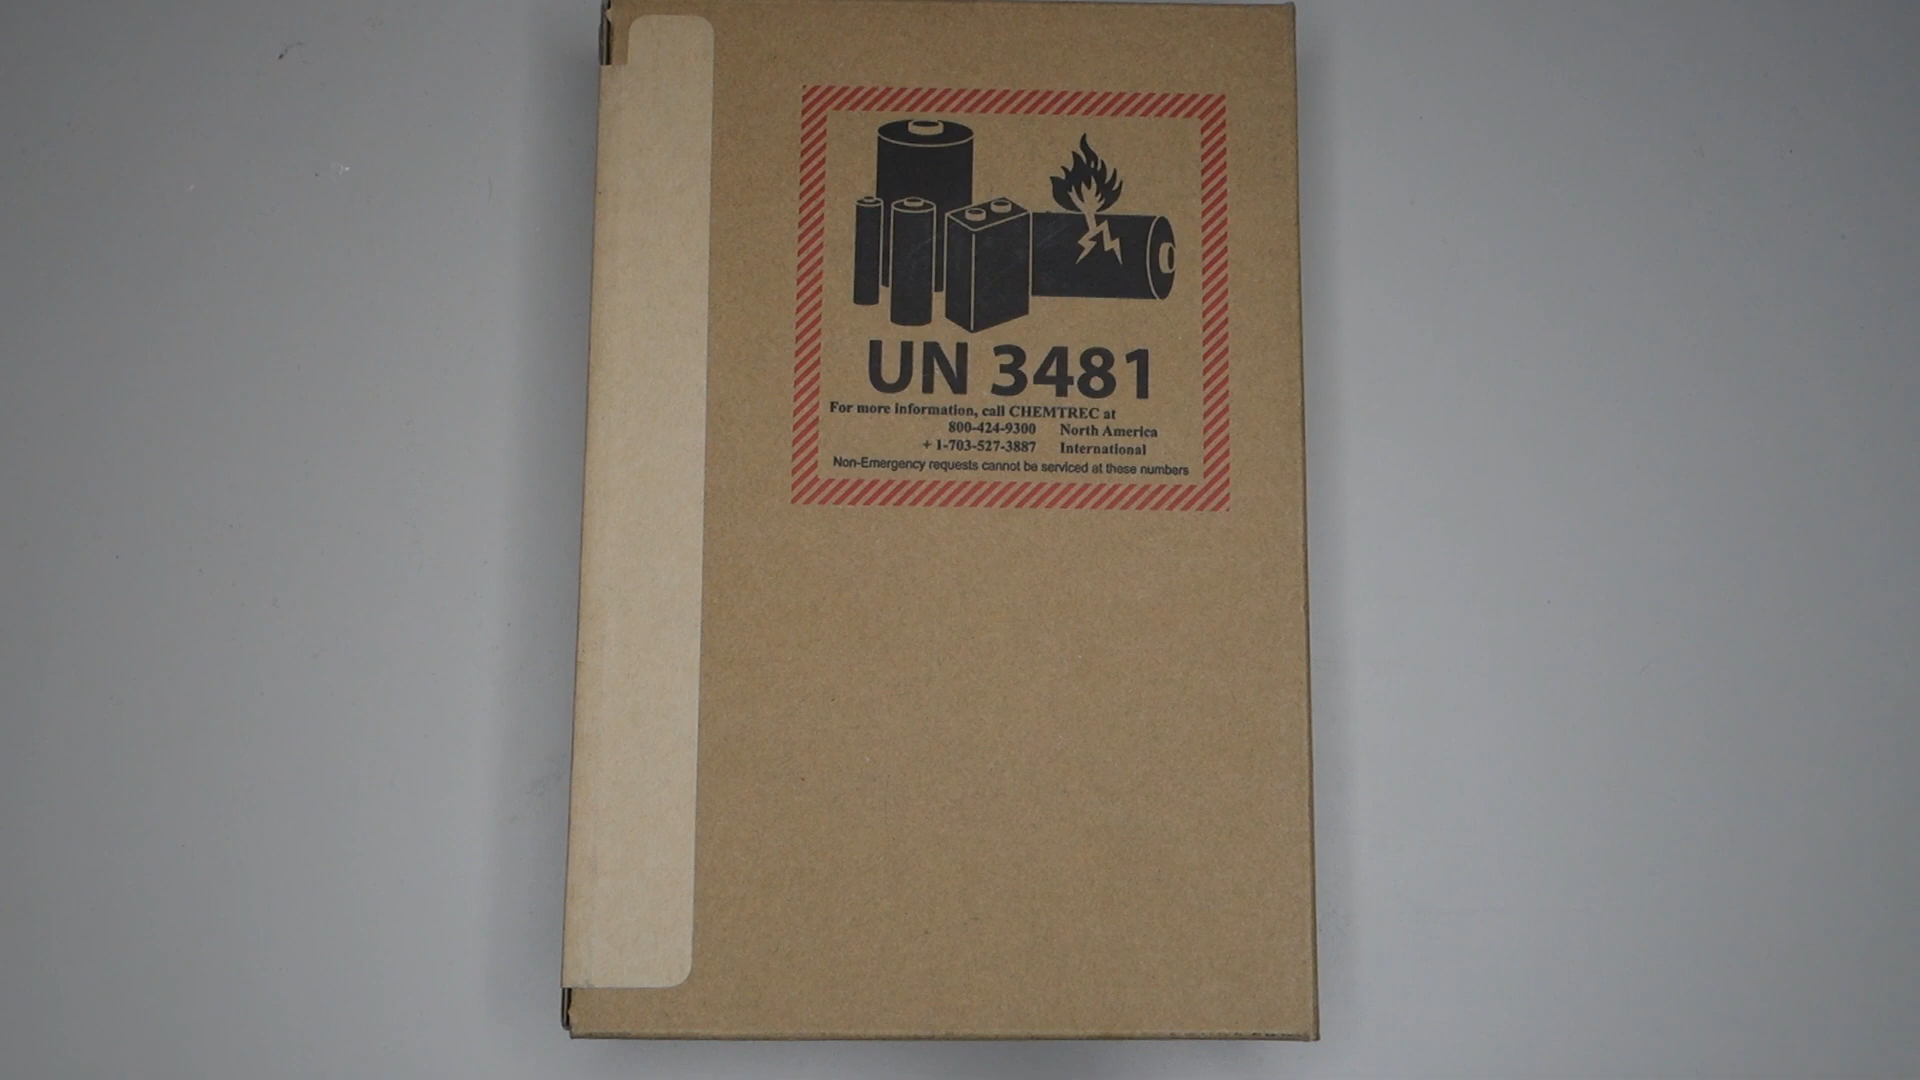 UN 3481
For more information, call CHEMTREC at
800-424-9300 North America
+ 1-703-527-3887 International
Non-Emergency requests cannot be serviced at these numbers